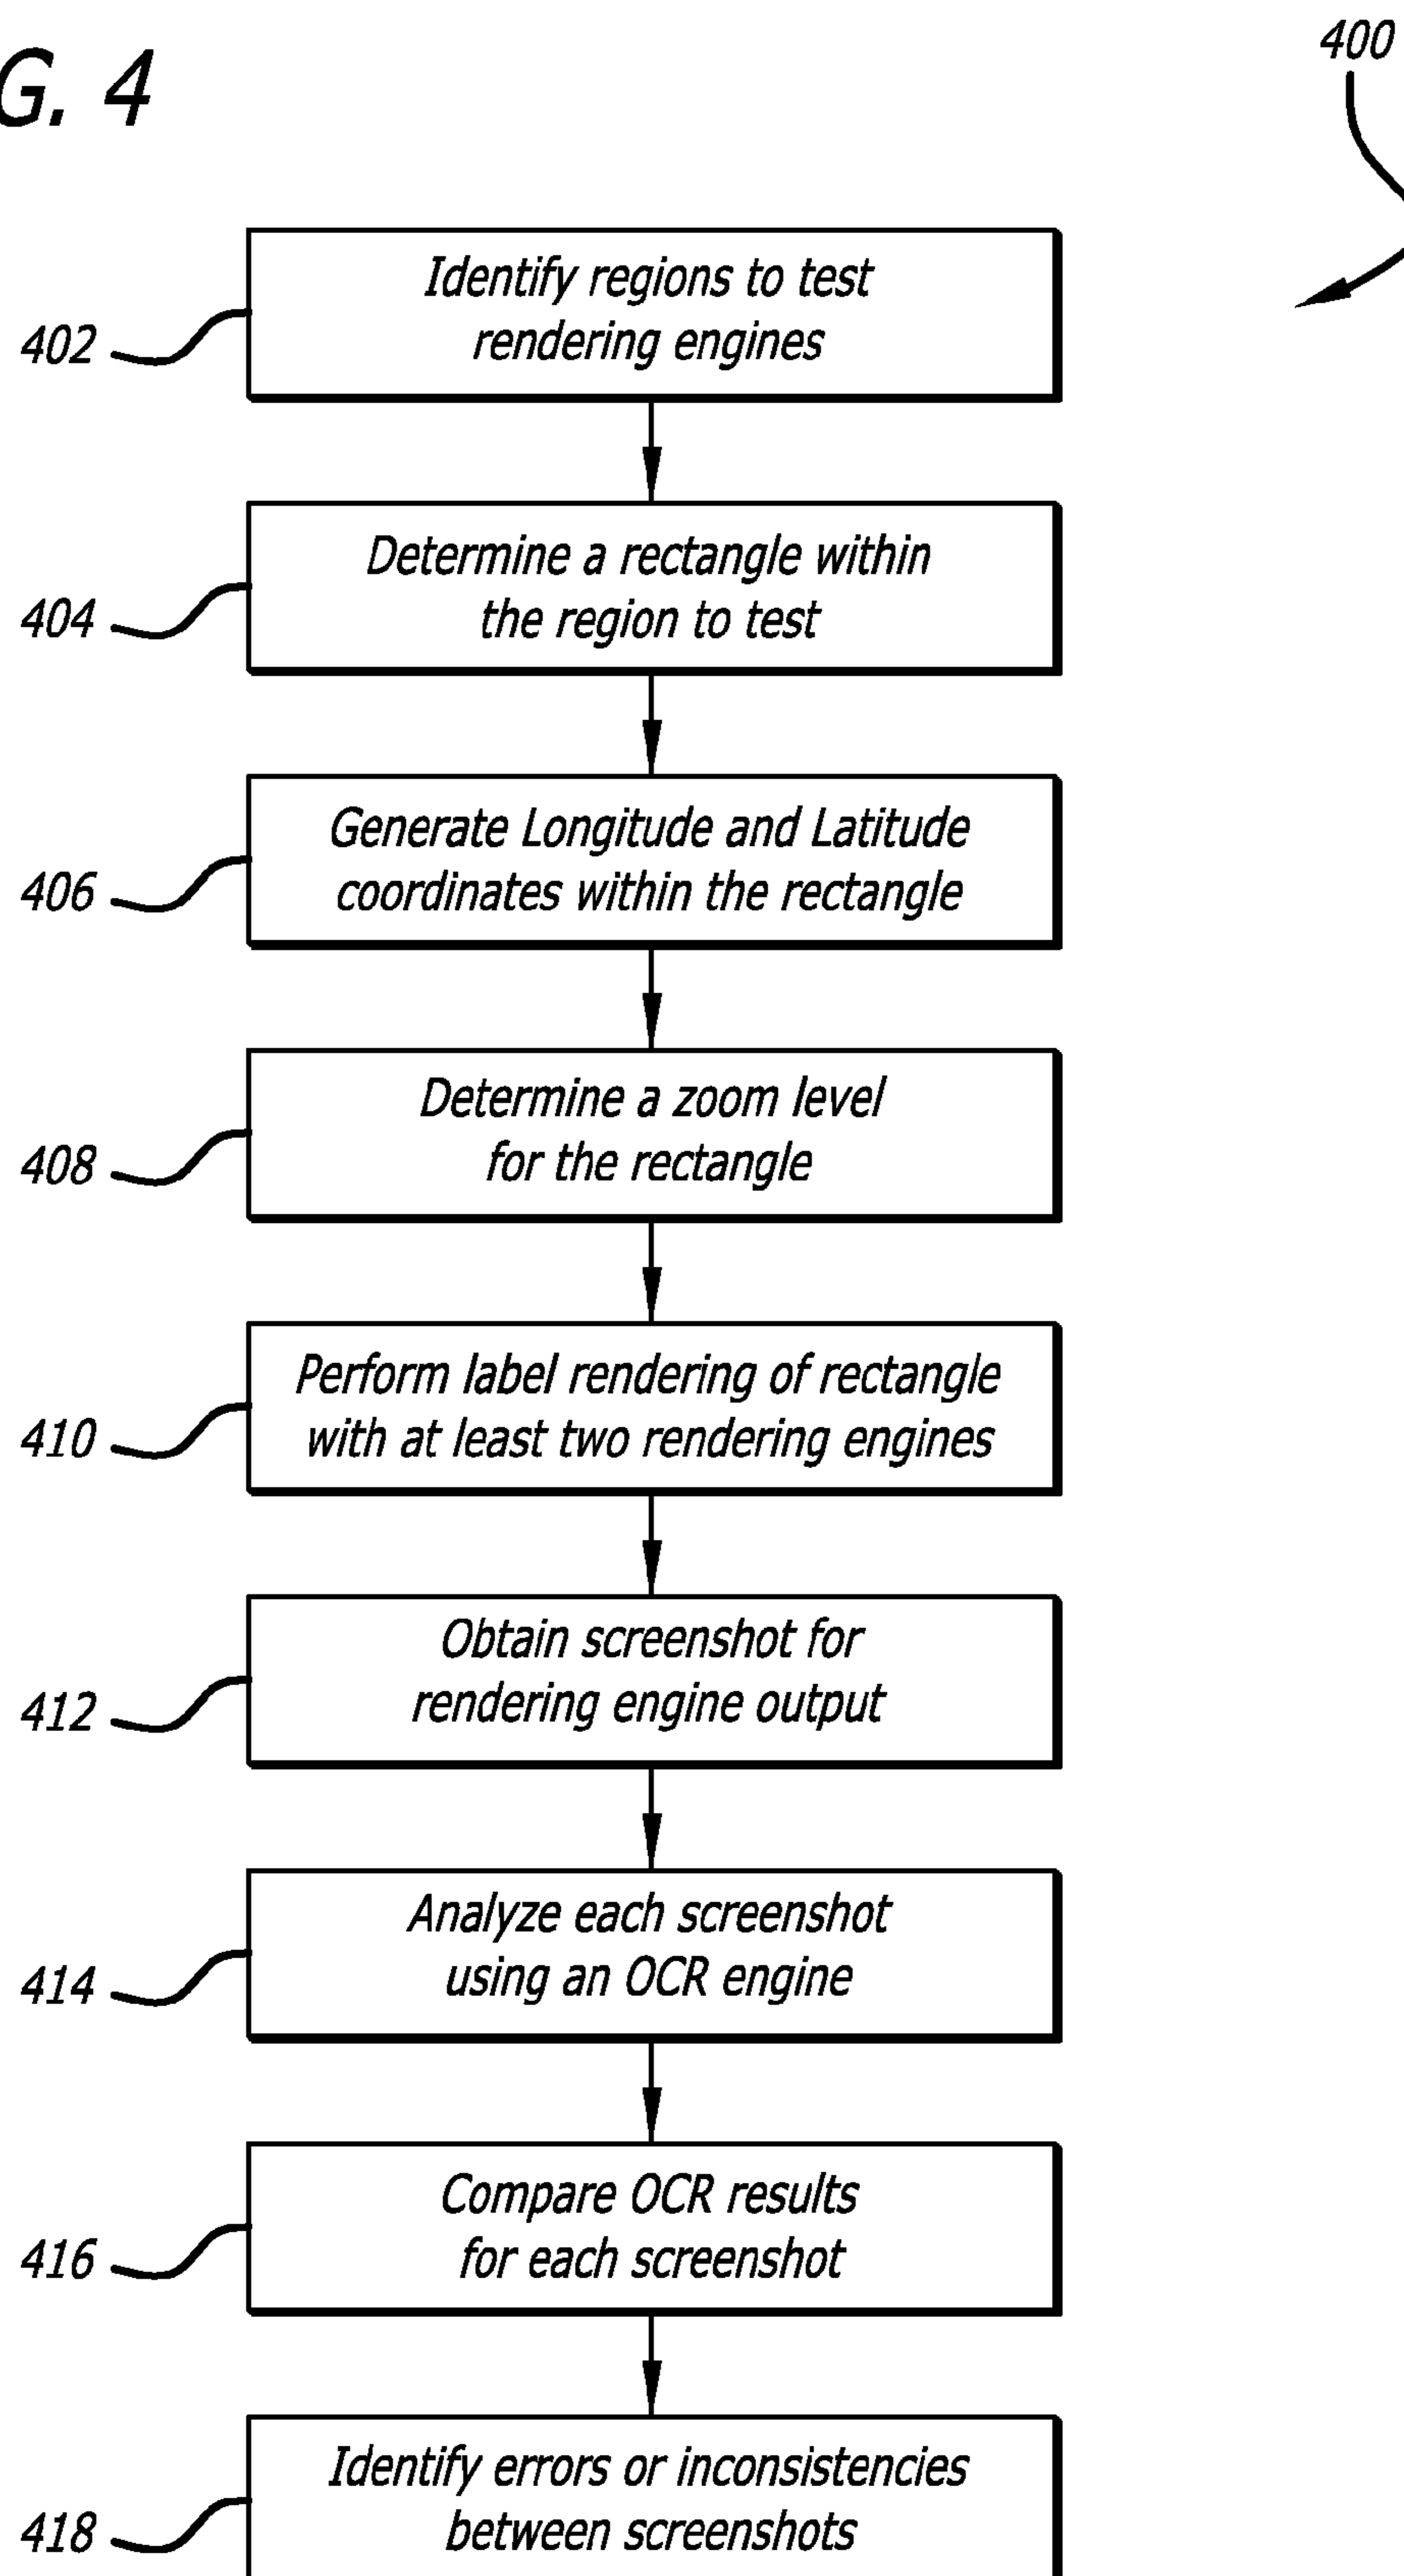 G. 4
400
402
Identify regions to test
rendering engines
404
Determine a rectangle within
the region to test
406
Generate Longitude and Latitude
coordinates within the rectangle
408
Determine a zoom level
for the rectangle
410
Perform label rendering of rectangle
with at least two rendering engines
412
Obtain screenshot for
rendering engine output
414
Analyze each screenshot
using an OCR engine
416
Compare OCR results
for each screenshot
418
Identify errors or inconsistencies
between screenshots